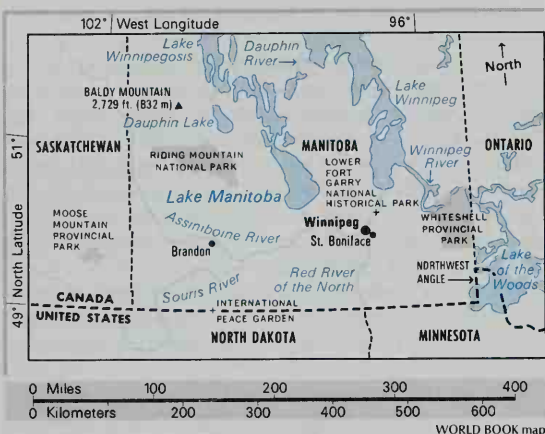 102° West Longitude 96°
Lake
Winnipegosis
Dauphin
River
North
BALDY MOUNTAIN
2,729 ft. (832 m)
Lake
Winnipeg
Dauphin Lake
51°
SASKATCHEWAN
MANITOBA
Winnipeg
River
ONTARIO
RIDING MOUNTAIN
NATIONAL PARK
LOWER
FORT
GARRY
NATIONAL
HISTORICAL PARK
Lake Manitoba
MOOSE
MOUNTAIN
PROVINCIAL
PARK
Assiniboine River
Winnipeg
St. Boniface
WHITESHELL
PROVINCIAL
PARK
Brandon
North Latitude
Souris River
Red River
of the North
NORTHWEST
ANGLE
Lake
of the
Woods
49°
CANADA
UNITED STATES
INTERNATIONAL
PEACE GARDEN
NORTH DAKOTA
MINNESOTA
0 Miles 100 200 300 400
0 Kilometers 200 300 400 500 600
WORLD BOOK map